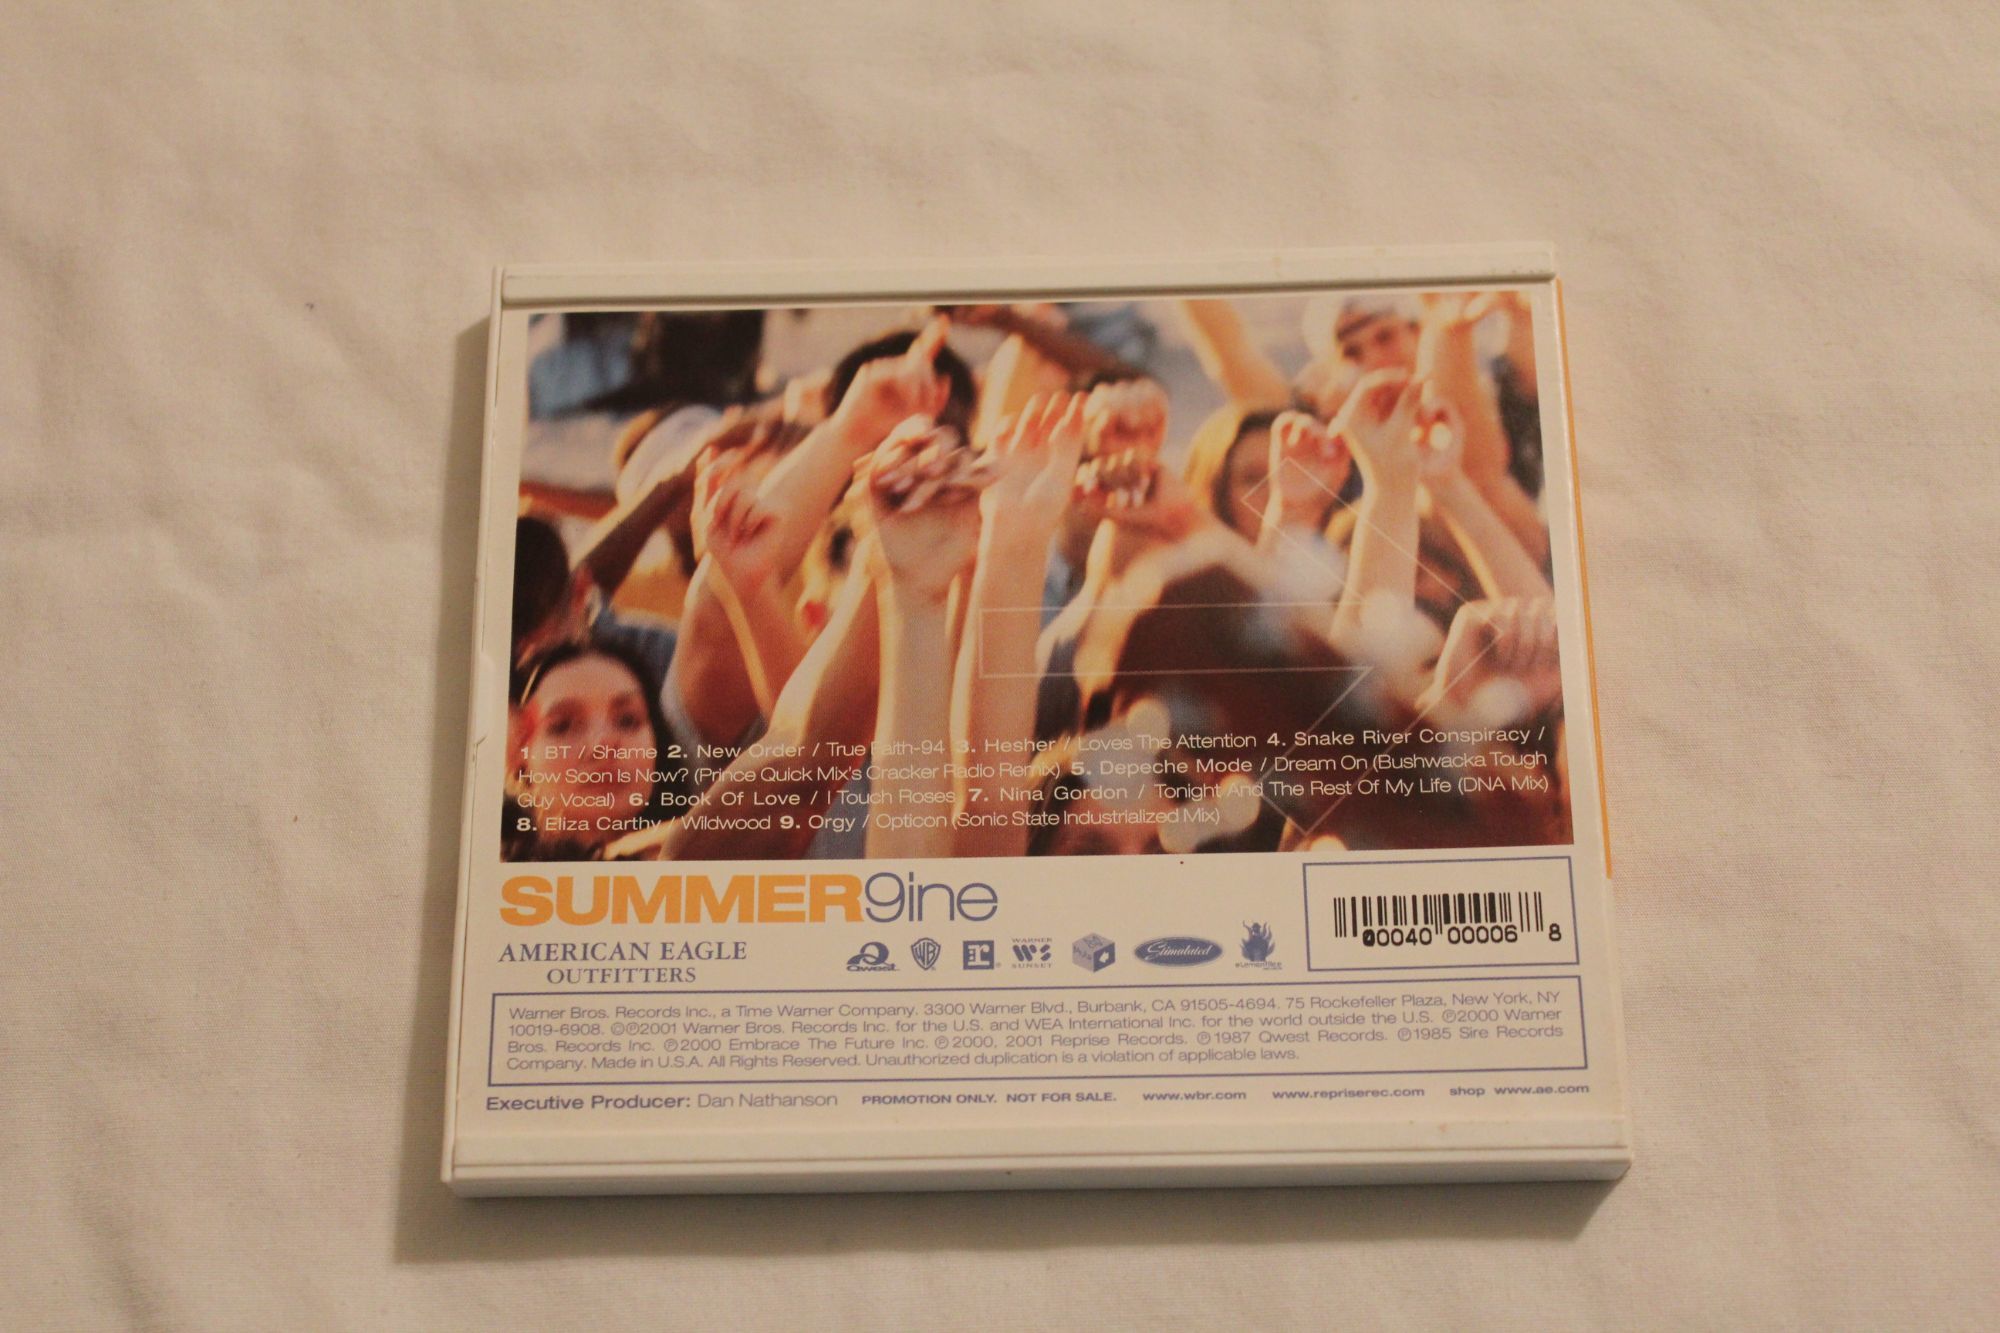 1. BT / Shame 2. New Order / True Faith-94 3. Hesher / Loves The Attention 4. Snake River Conspiracy /
How Soon Is Now? (Prince Quick Mix's Cracker Radio Remix) 5. Depeche Mode / Dream On (Bushwacka Tough
Guy Vocal) 6. Book Of Love / I Touch Roses 7. Nina Gordon / Tonight And The Rest Of My Life (DNA Mix)
8. Eliza Carthy / Wildwood 9. Orgy / Opticon (Sonic State Industrialized Mix)
SUMMER9ine
AMERICAN EAGLE
OUTFITTERS
Qwest
WB
r
WARNER
SUNSET
Stimulated
00040 00006 8
Warner Bros. Records Inc., a Time Warner Company. 3300 Warner Blvd., Burbank, CA 91505-4694. 75 Rockefeller Plaza, New York, NY
10019-6908. ©℗2001 Warner Bros. Records Inc. for the U.S. and WEA International Inc. for the world outside the U.S. ℗2000 Warner
Bros. Records Inc. ℗2000 Embrace The Future Inc. ℗2000, 2001 Reprise Records. ℗1987 Qwest Records. ℗1985 Sire Records
Company. Made in U.S.A. All Rights Reserved. Unauthorized duplication is a violation of applicable laws.
Executive Producer: Dan Nathanson PROMOTION ONLY. NOT FOR SALE. www.wbr.com www.repriserec.com shop www.ae.com